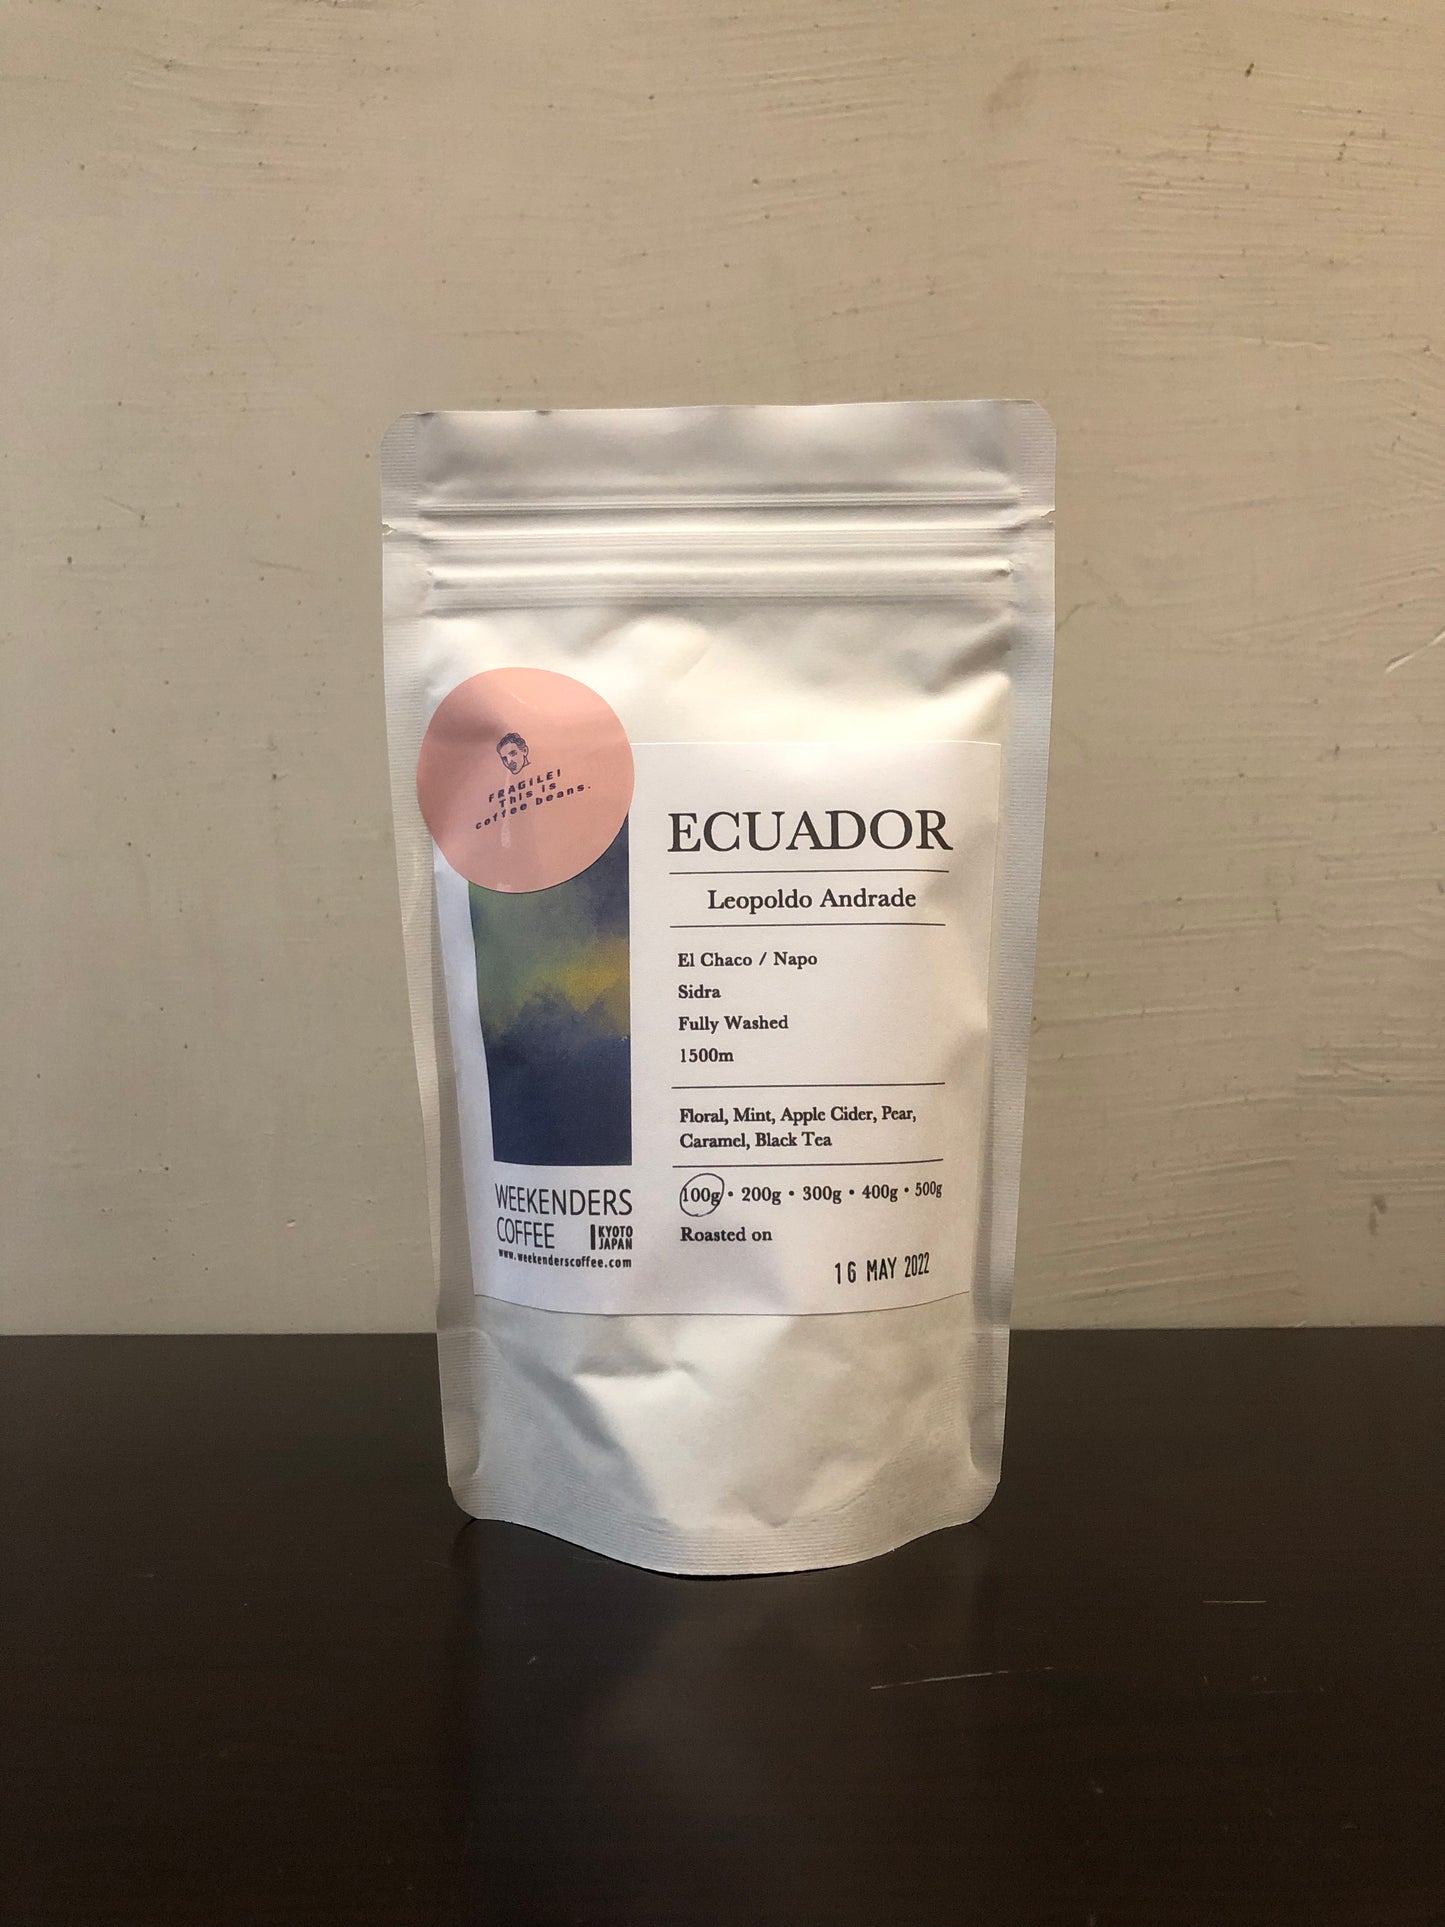 FRAGILE!
This is
coffee beans.
ECUADOR
Leopoldo Andrade
El Chaco / Napo
Sidra
Fully Washed
1500m
Floral, Mint, Apple Cider, Pear,
Caramel, Black Tea
100g・200g・300g・400g・500g
Roasted on
16 MAY 2022
WEEKENDERS
COFFEE
KYOTO
JAPAN
www.weekenderscoffee.com